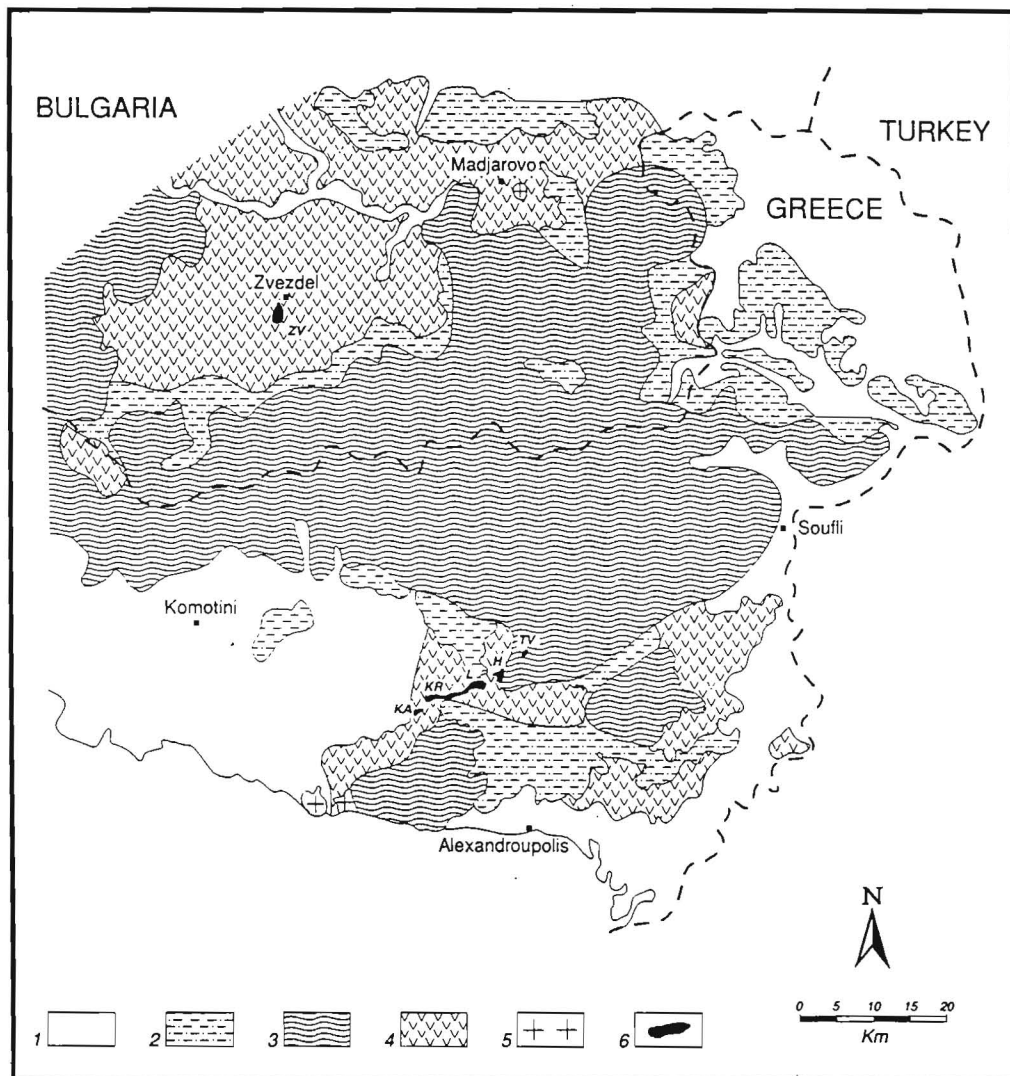 BULGARIA
TURKEY
Madjarovo
GREECE
Zvezdel
ZV
Soufli
Komotini
TV
H
L
KR
KA
Alexandroupolis
N
1 2 3 4 5 6
0 5 10 15 20
Km